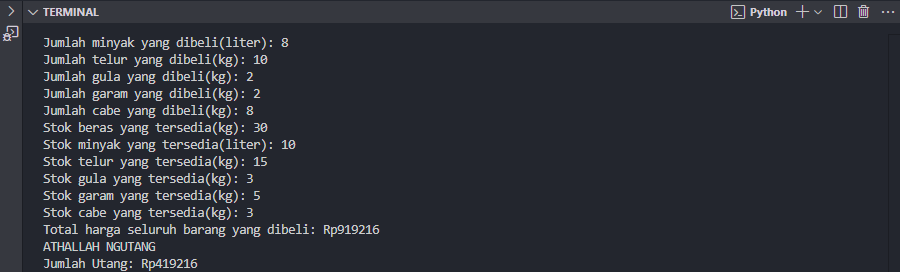 TERMINAL
Python
Jumlah minyak yang dibeli(liter): 8
Jumlah telur yang dibeli(kg): 10
Jumlah gula yang dibeli(kg): 2
Jumlah garam yang dibeli(kg): 2
Jumlah cabe yang dibeli(kg): 8
Stok beras yang tersedia(kg): 30
Stok minyak yang tersedia(liter): 10
Stok telur yang tersedia(kg): 15
Stok gula yang tersedia(kg): 3
Stok garam yang tersedia(kg): 5
Stok cabe yang tersedia(kg): 3
Total harga seluruh barang yang dibeli: Rp919216
ATHALLAH NGUTANG
Jumlah Utang: Rp419216